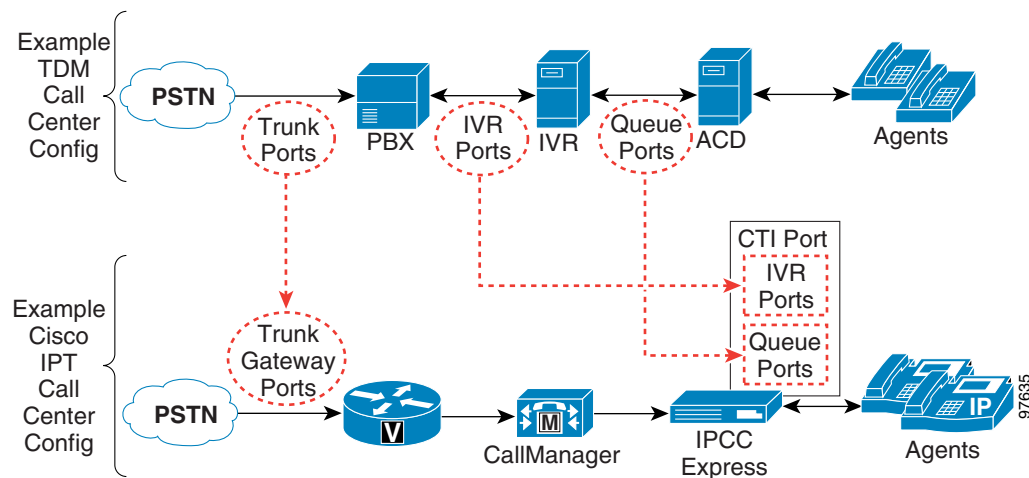 Example
TDM
Call
Center
Config
PSTN
Trunk
Ports
PBX
IVR
Ports
IVR
Queue
Ports
ACD
Agents
CTI Port
IVR
Ports
Queue
Ports
Example
Cisco
IPT
Call
Center
Config
PSTN
Trunk
Gateway
Ports
V
M
CallManager
IPCC
Express
IP
Agents
97635